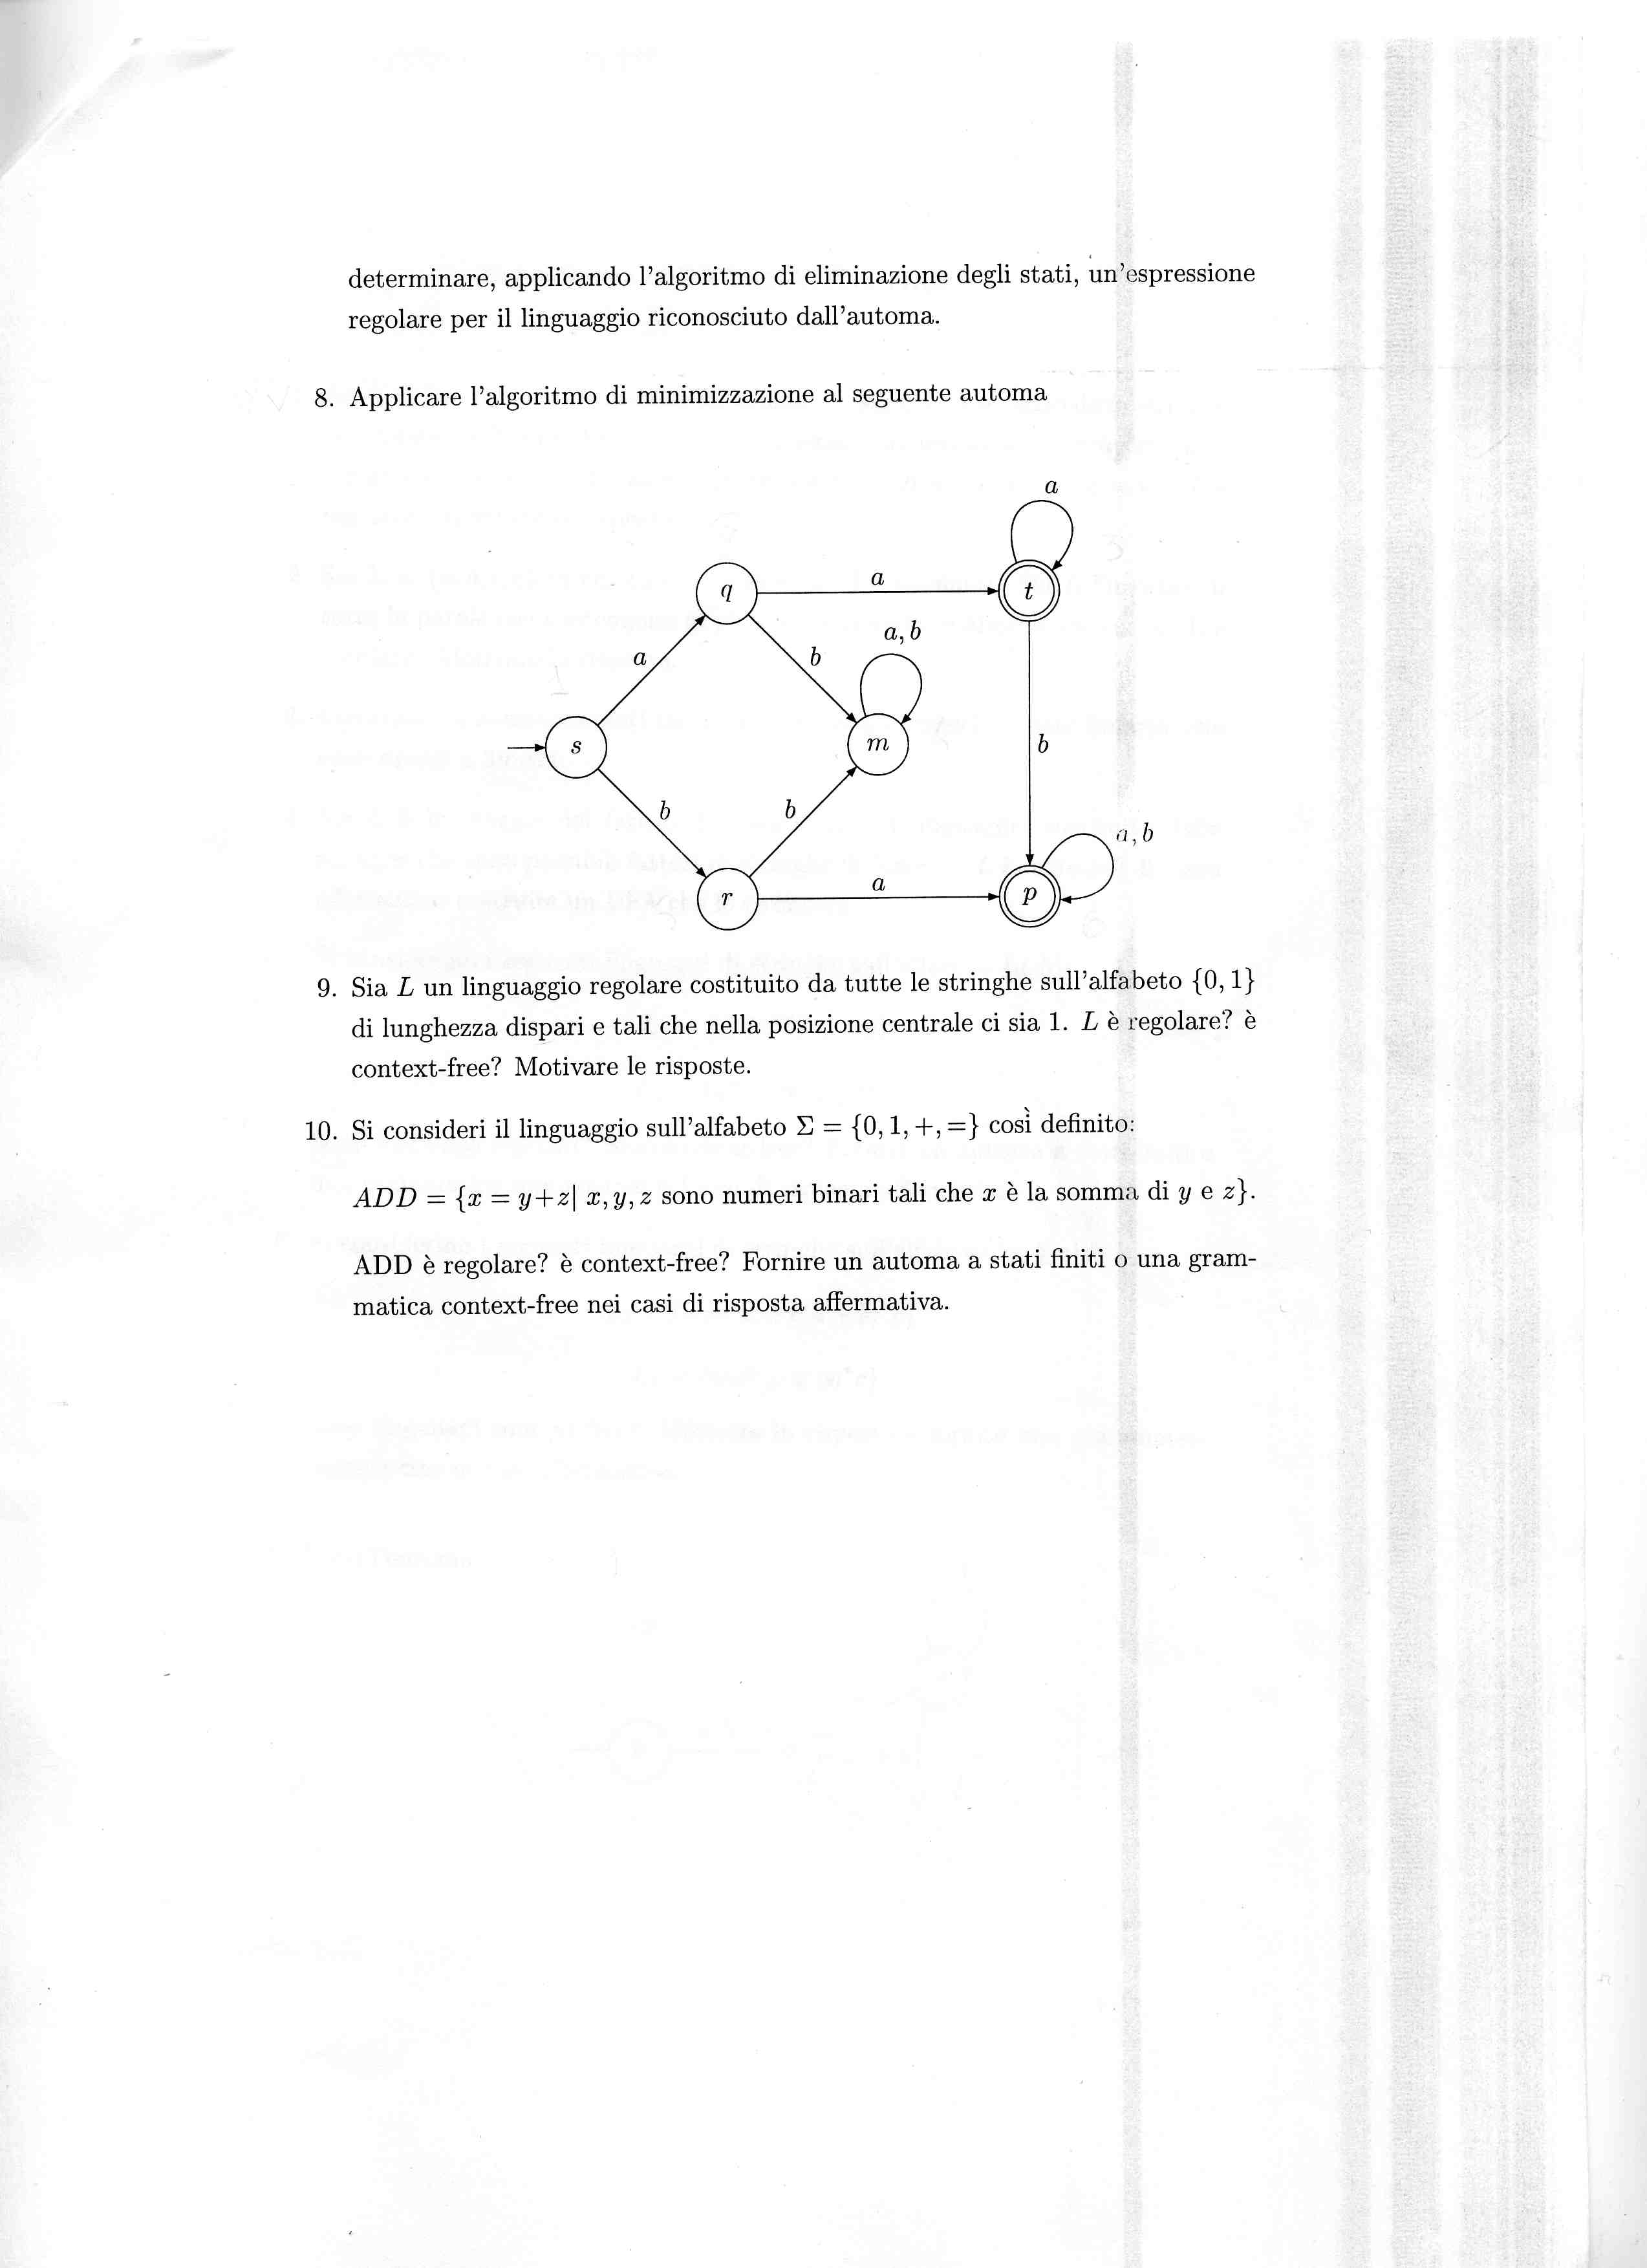 determinare, applicando l'algoritmo di eliminazione degli stati, un'espressione
regolare per il linguaggio riconosciuto dall'automa.
8. Applicare l'algoritmo di minimizzazione al seguente automa
a
q
a
t
a, b
a
b
s
m
b
b
b
a, b
r
a
p
9. Sia L un linguaggio regolare costituito da tutte le stringhe sull'alfabeto {0, 1}
di lunghezza dispari e tali che nella posizione centrale ci sia 1. L è regolare? è
context-free? Motivare le risposte.
10. Si consideri il linguaggio sull'alfabeto Σ = {0, 1, +, =} così definito:
ADD = {x = y+z| x, y, z sono numeri binari tali che x è la somma di y e z}.
ADD è regolare? è context-free? Fornire un automa a stati finiti o una gram-
matica context-free nei casi di risposta affermativa.